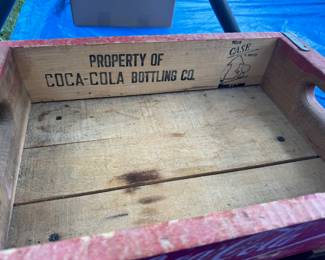 PROPERTY OF
COCA-COLA BOTTLING CO.
CASE